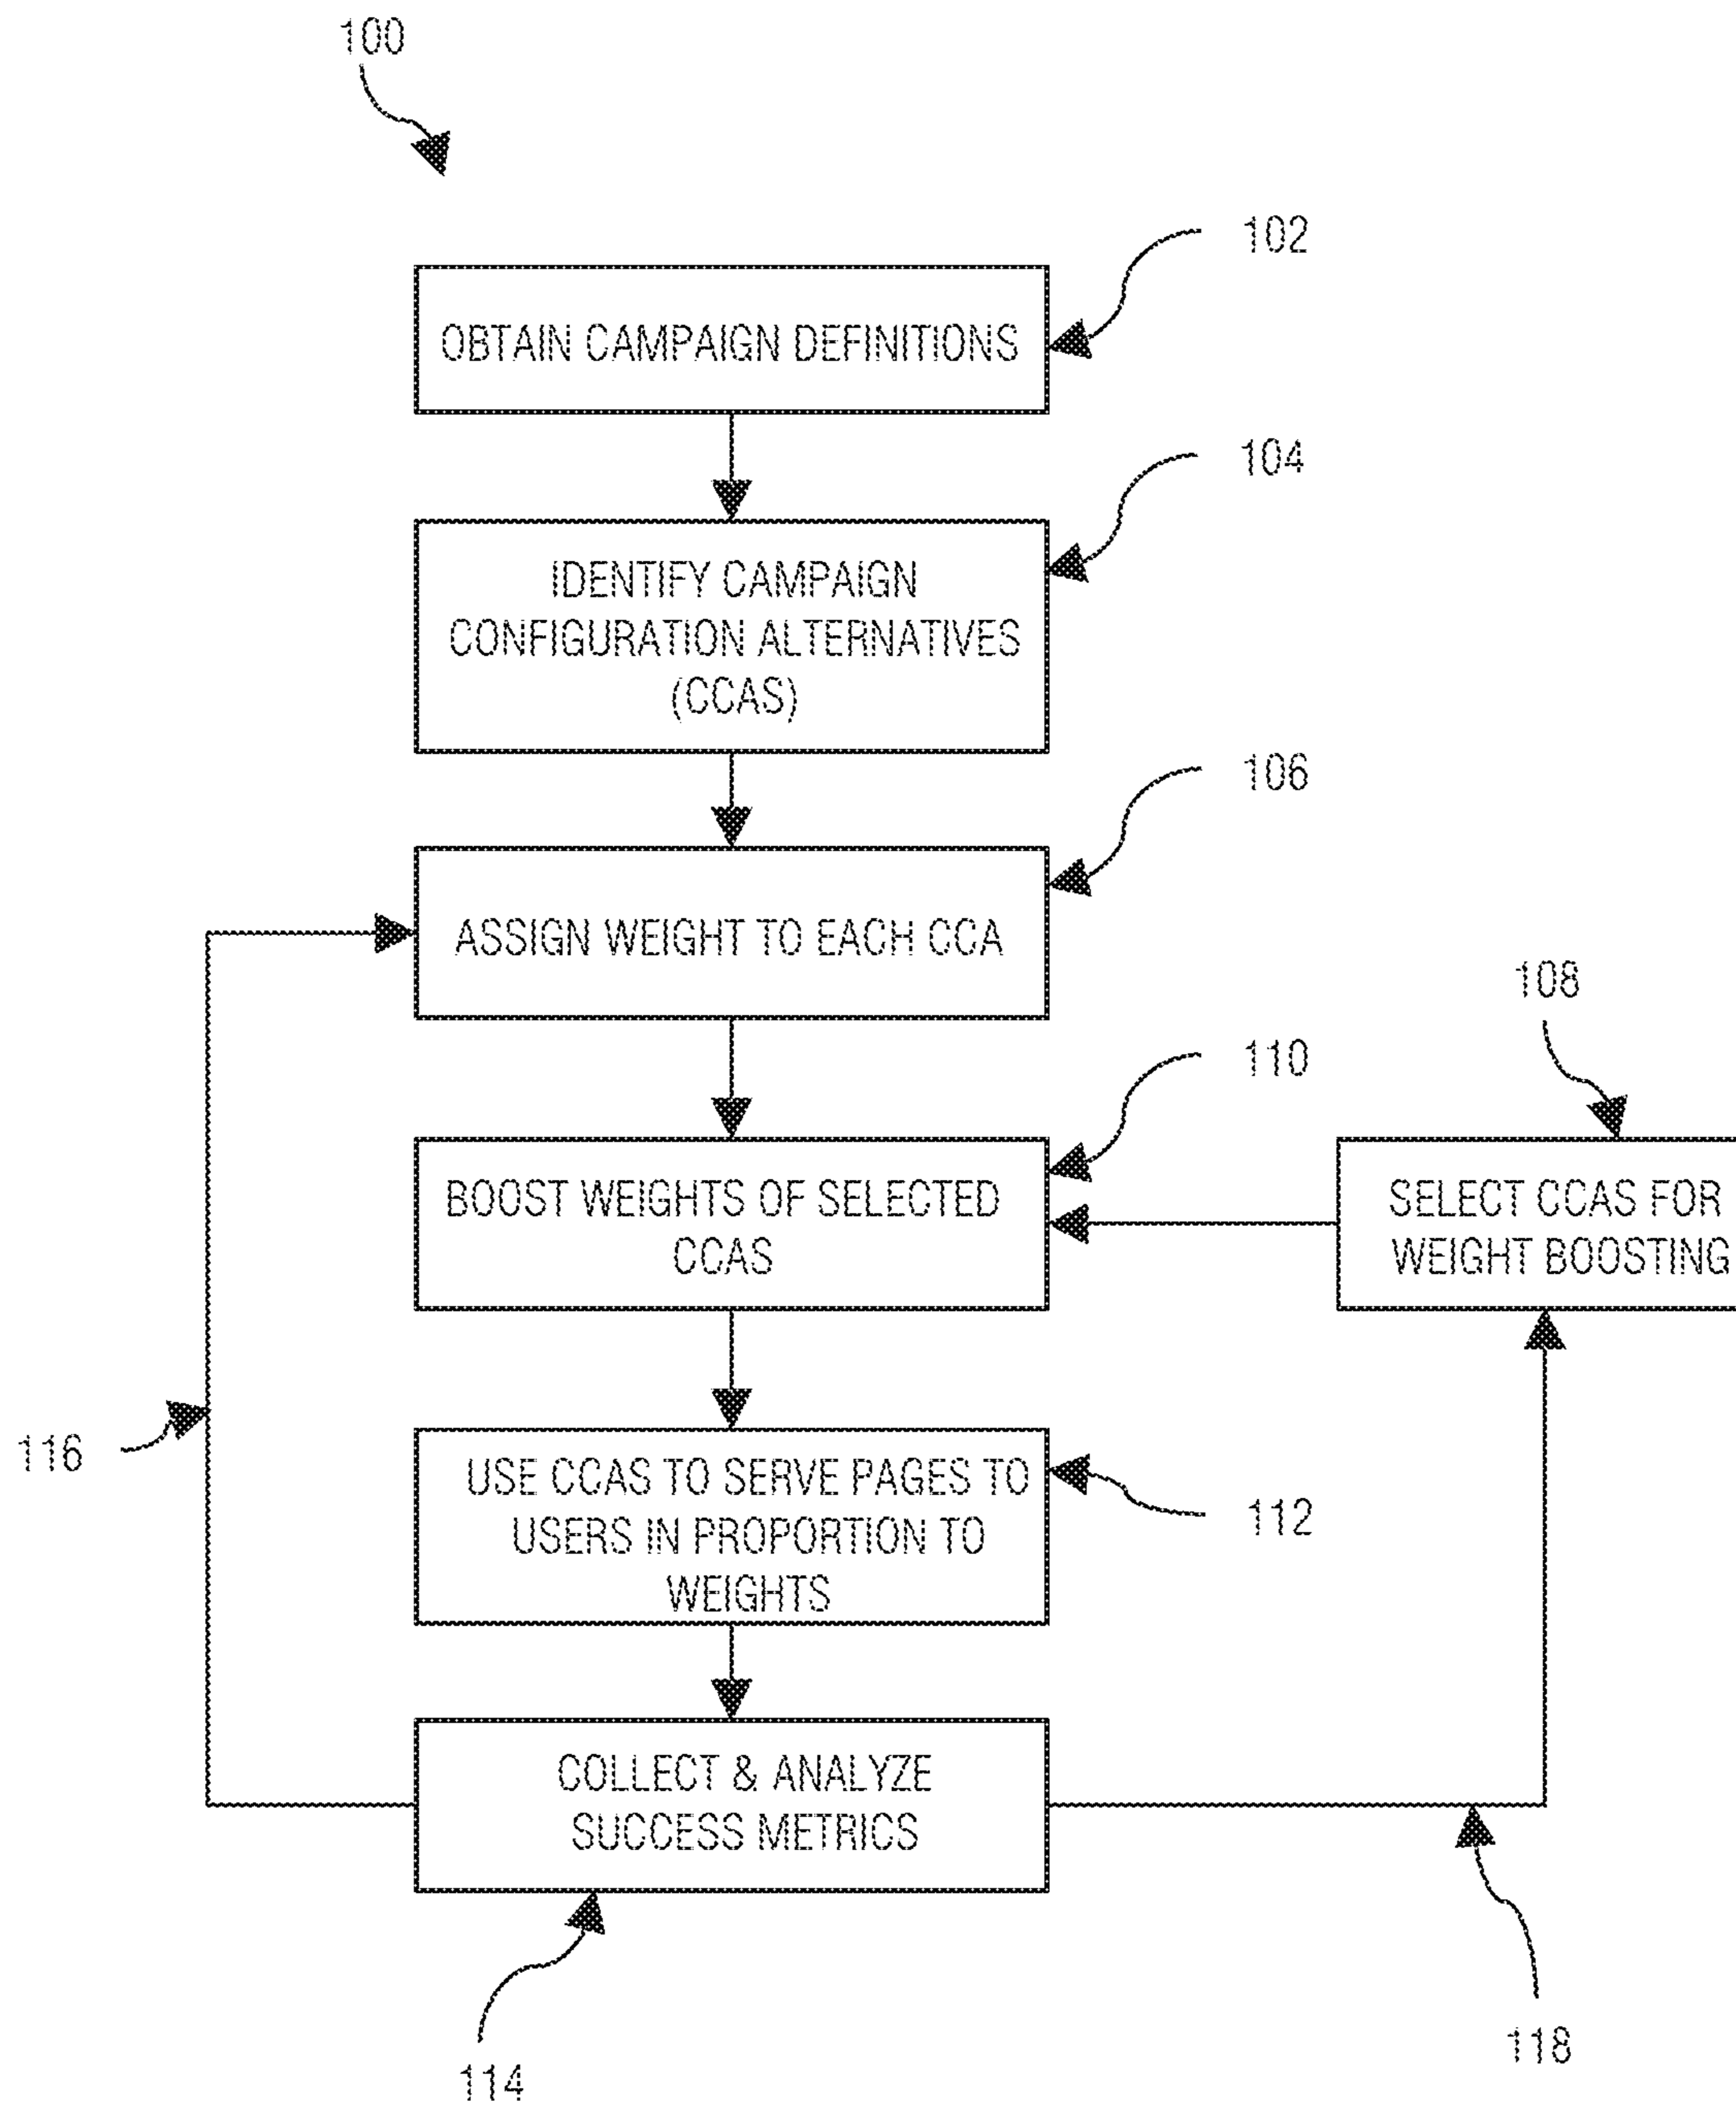 100
102
OBTAIN CAMPAIGN DEFINITIONS
104
IDENTIFY CAMPAIGN
CONFIGURATION ALTERNATIVES
(CCAS)
106
ASSIGN WEIGHT TO EACH CCA
108
110
BOOST WEIGHTS OF SELECTED
CCAS
SELECT CCAS FOR
WEIGHT BOOSTING
116
USE CCAS TO SERVE PAGES TO
USERS IN PROPORTION TO
WEIGHTS
112
COLLECT & ANALYZE
SUCCESS METRICS
114
118